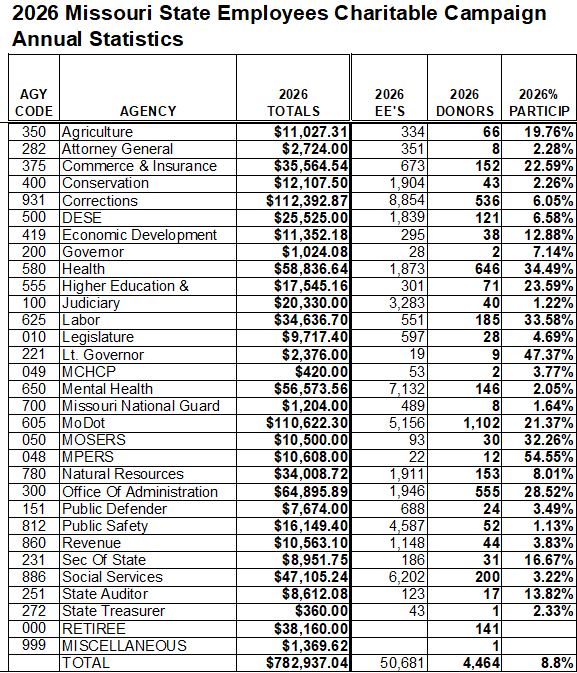 2026 Missouri State Employees Charitable Campaign
Annual Statistics
AGY CODE AGENCY 2026 TOTALS 2026 EE'S 2026 DONORS 2026% PARTICIP
350 Agriculture $11,027.31 334 66 19.76%
282 Attorney General $2,724.00 351 8 2.28%
375 Commerce & Insurance $35,564.54 673 152 22.59%
400 Conservation $12,107.50 1,904 43 2.26%
931 Corrections $112,392.87 8,854 536 6.05%
500 DESE $25,525.00 1,839 121 6.58%
419 Economic Development $11,352.18 295 38 12.88%
200 Governor $1,024.08 28 2 7.14%
580 Health $58,836.64 1,873 646 34.49%
555 Higher Education & $17,545.16 301 71 23.59%
100 Judiciary $20,330.00 3,283 40 1.22%
625 Labor $34,636.70 551 185 33.58%
010 Legislature $9,717.40 597 28 4.69%
221 Lt. Governor $2,376.00 19 9 47.37%
049 MCHCP $420.00 53 2 3.77%
650 Mental Health $56,573.56 7,132 146 2.05%
700 Missouri National Guard $1,204.00 489 8 1.64%
605 MoDot $110,622.30 5,156 1,102 21.37%
050 MOSERS $10,500.00 93 30 32.26%
048 MPERS $10,608.00 22 12 54.55%
780 Natural Resources $34,008.72 1,911 153 8.01%
300 Office Of Administration $64,895.89 1,946 555 28.52%
151 Public Defender $7,674.00 688 24 3.49%
812 Public Safety $16,149.40 4,587 52 1.13%
860 Revenue $10,563.10 1,148 44 3.83%
231 Sec Of State $8,951.75 186 31 16.67%
886 Social Services $47,105.24 6,202 200 3.22%
251 State Auditor $8,612.08 123 17 13.82%
272 State Treasurer $360.00 43 1 2.33%
000 RETIREE $38,160.00 141
999 MISCELLANEOUS $1,369.62 1
TOTAL $782,937.04 50,681 4,464 8.8%